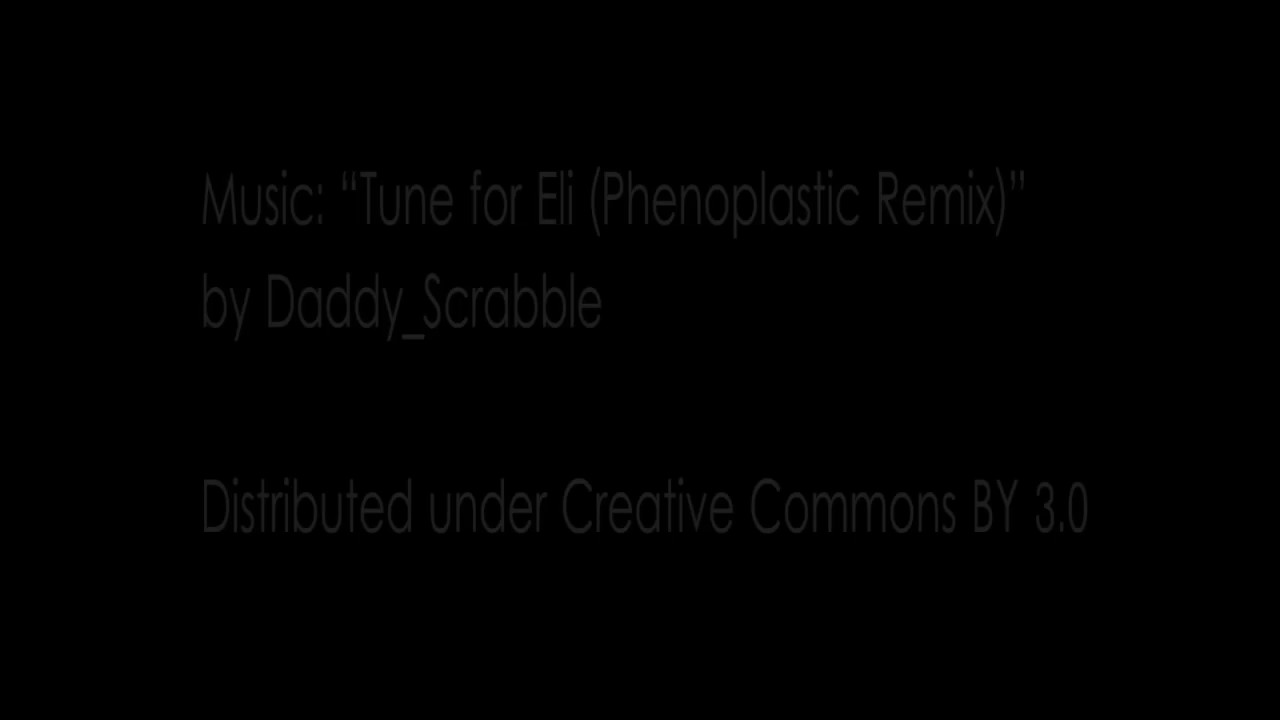 Music: “Tune for Eli (Phenoplastic Remix)”
by Daddy_Scrabble
Distributed under Creative Commons BY 3.0